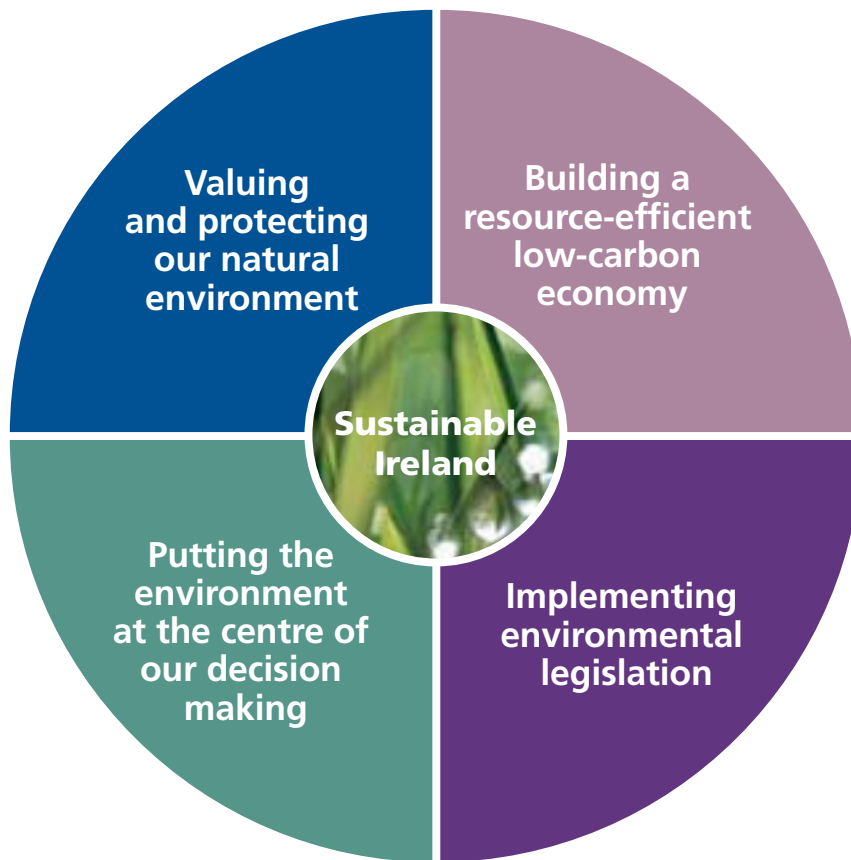 Valuing
and protecting
our natural
environment
Building a
resource-efficient
low-carbon
economy
Sustainable
Ireland
Putting the
environment
at the centre of
our decision
making
Implementing
environmental
legislation